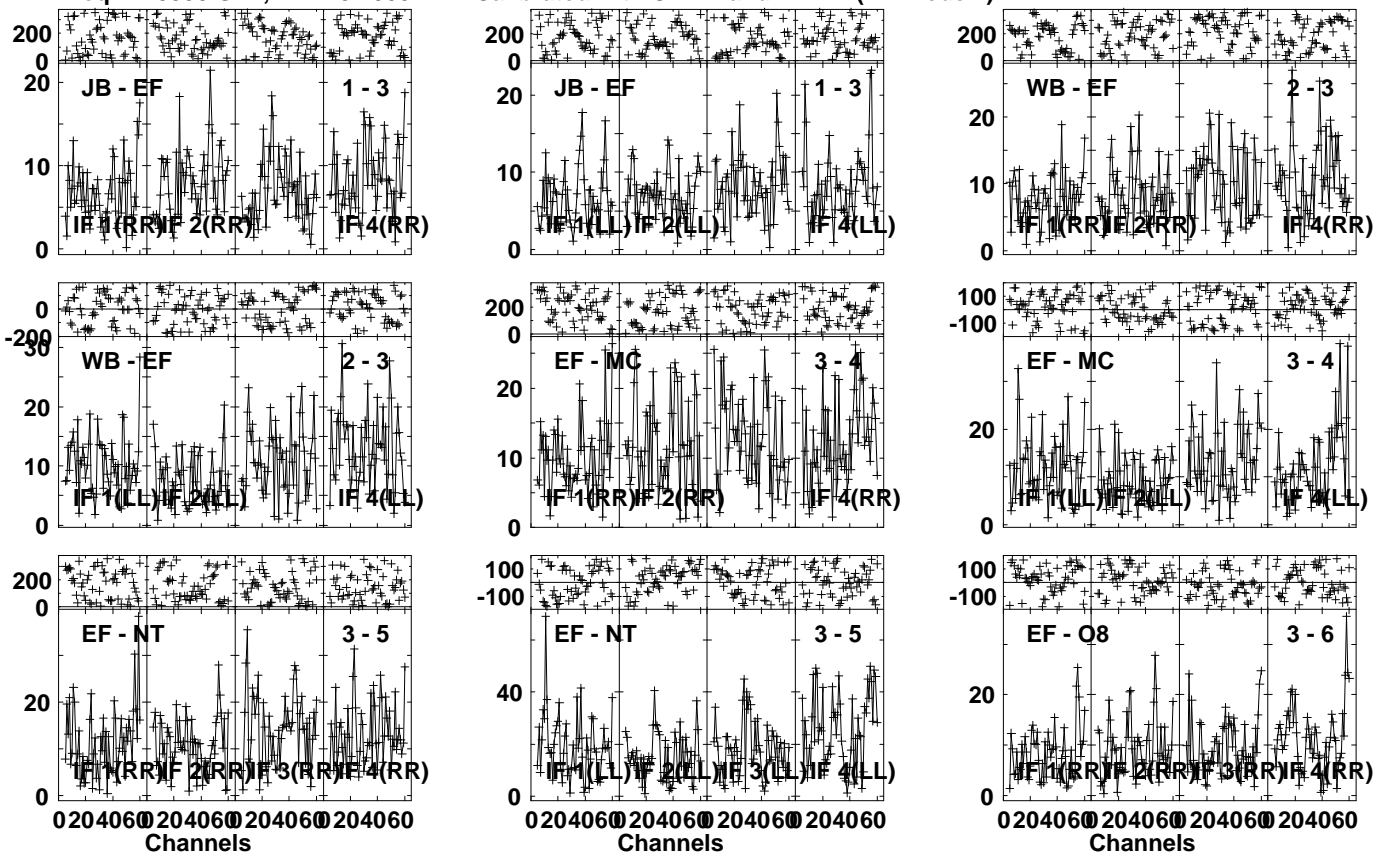 200 200 200
0 0 0
20 JB - EF 1 - 3 20 JB - EF 1 - 3 20 WB - EF 2 - 3
10 10 10
IF 1(RR) IF 2(RR) IF 4(RR) IF 1(LL) IF 2(LL) IF 4(LL) IF 1(RR) IF 2(RR) IF 4(RR)
0 0 0
0 200 100
-200 0 -100
30 WB - EF 2 - 3 EF - MC 3 - 4 EF - MC 3 - 4
20 20 20
10 10
IF 1(LL) IF 2(LL) IF 4(LL) IF 1(RR) IF 2(RR) IF 4(RR) IF 1(LL) IF 2(LL) IF 4(LL)
0 0 0
200 100 100
0 -100 -100
EF - NT 3 - 5 EF - NT 3 - 5 EF - O8 3 - 6
20 40 20
IF 1(RR) IF 2(RR) IF 3(RR) IF 4(RR) IF 1(LL) IF 2(LL) IF 3(LL) IF 4(LL) IF 1(RR) IF 2(RR) IF 3(RR) IF 4(RR)
0 0 0
0 20 40 60 0 20 40 60 0 20 40 60 0 20 40 60 0 20 40 60 0 20 40 60 0 20 40 60 0 20 40 60 0 20 40 60 0 20 40 60 0 20 40 60 0 20 40 60
Channels Channels Channels